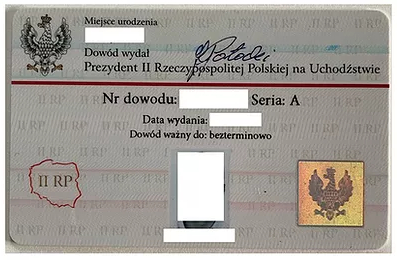 Miejsce urodzenia
Dowód wydał
Prezydent II Rzeczypospolitej Polskiej na Uchodźstwie
Nr dowodu: Seria: A
Data wydania:
Dowód ważny do: bezterminowo
II RP